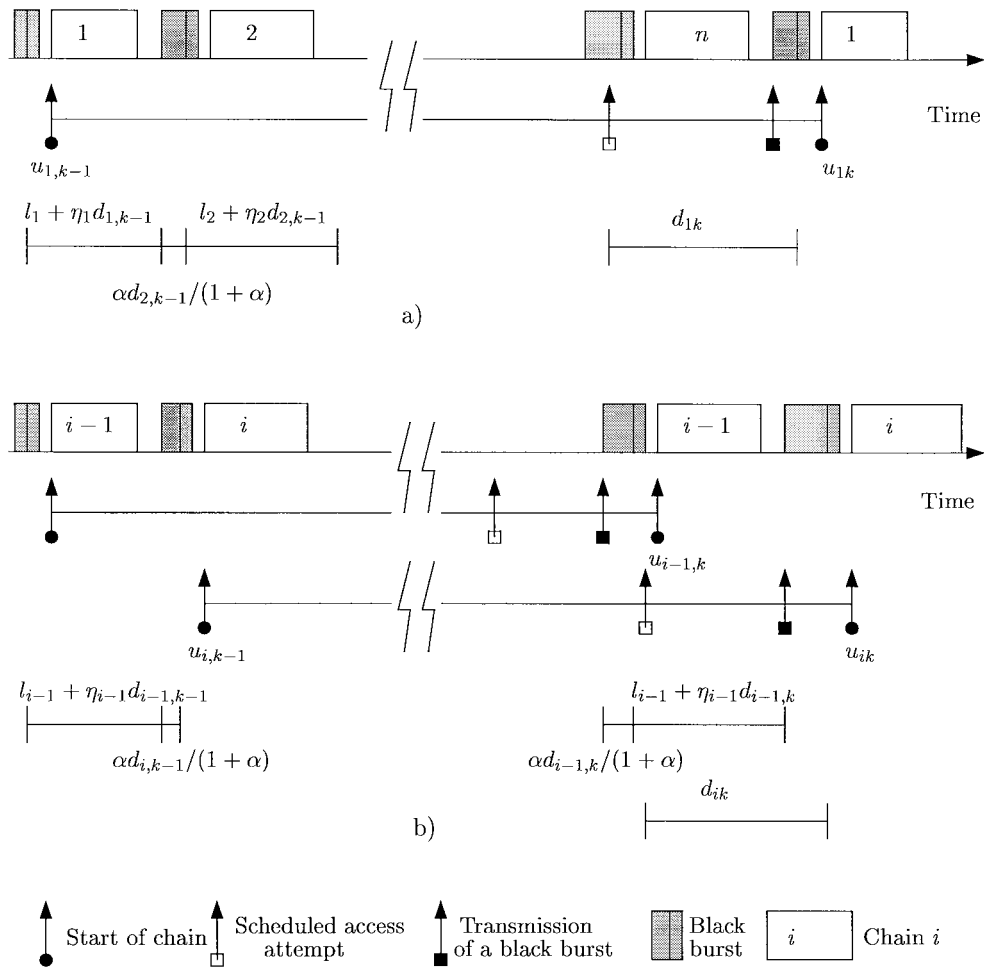 1 2 n 1
Time
u_{1,k−1} u_{1k}
l_1 + η_1 d_{1,k−1} l_2 + η_2 d_{2,k−1} d_{1k}
αd_{2,k−1}/(1 + α)
a)
i − 1 i i − 1 i
Time
u_{i−1,k}
u_{i,k−1} u_{ik}
l_{i−1} + η_{i−1} d_{i−1,k−1} l_{i−1} + η_{i−1} d_{i−1,k}
αd_{i,k−1}/(1 + α) αd_{i−1,k}/(1 + α)
d_{ik}
b)
Start of chain
Scheduled access
attempt
Transmission
of a black burst
Black
burst
i
Chain i